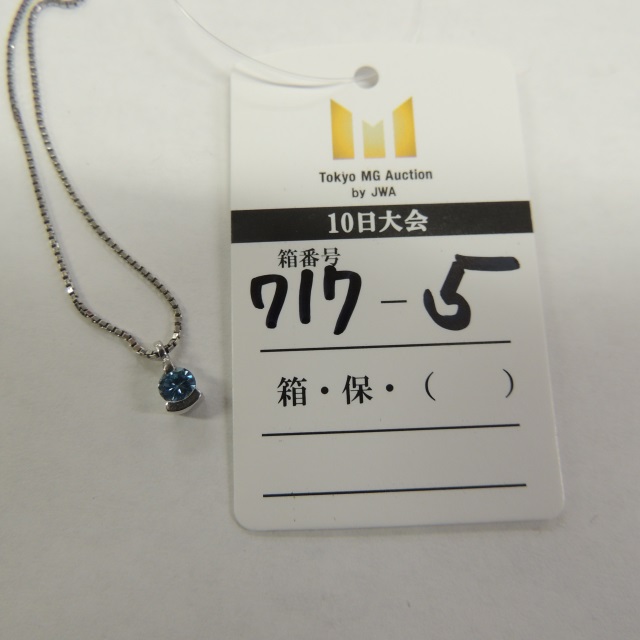 Tokyo MG Auction
by JWA
10日大会
箱番号
717-5
箱・保・(　　)